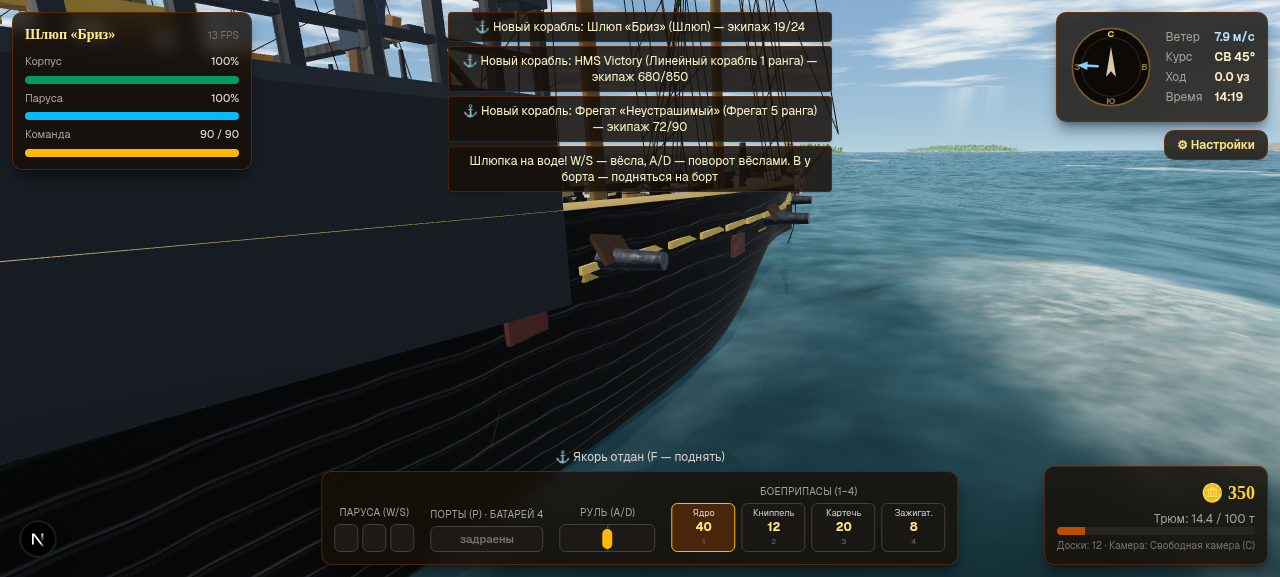 Шлюп «Бриз»
13 FPS
Корпус
100%
Паруса
100%
Команда
90 / 90
⚓ Новый корабль: Шлюп «Бриз» (Шлюп) — экипаж 19/24
⚓ Новый корабль: HMS Victory (Линейный корабль 1 ранга) —
экипаж 680/850
⚓ Новый корабль: Фрегат «Неустрашимый» (Фрегат 5 ранга)
— экипаж 72/90
Шлюпка на воде! W/S — вёсла, A/D — поворот вёслами. В у
борта — подняться на борт
С
З
В
Ю
Ветер 7.9 м/с
Курс СВ 45°
Ход 0.0 уз
Время 14:19
⚙ Настройки
⚓ Якорь отдан (F — поднять)
ПАРУСА (W/S)
ПОРТЫ (P) · БАТАРЕЙ 4
задраены
РУЛЬ (A/D)
БОЕПРИПАСЫ (1–4)
Ядро
40
1
Книппель
12
2
Картечь
20
3
Зажигат.
8
4
N
🪙 350
Трюм: 14.4 / 100 т
Доски: 12 · Камера: Свободная камера (C)